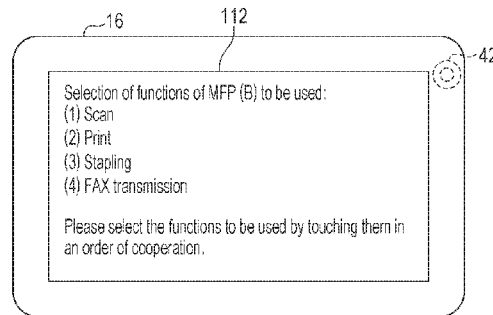 16
112
42
Selection of functions of MFP (B) to be used:
(1) Scan
(2) Print
(3) Stapling
(4) FAX transmission
Please select the functions to be used by touching them in
an order of cooperation.